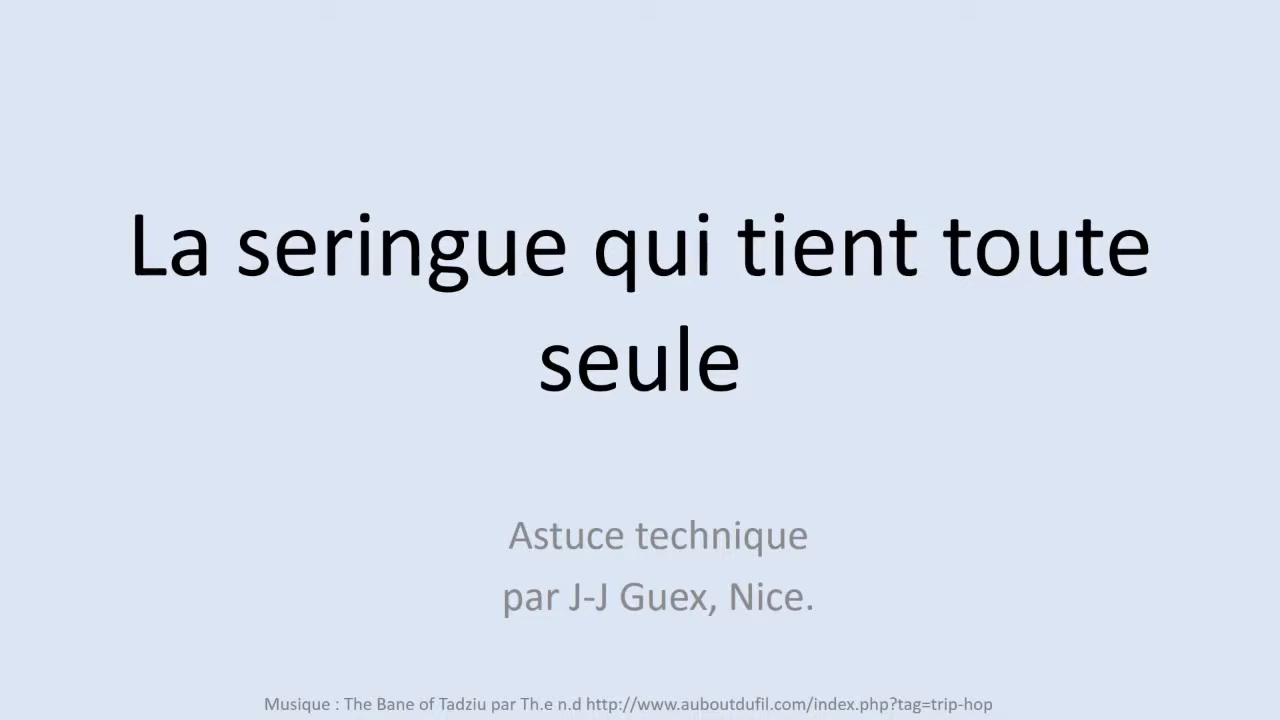 La seringue qui tient toute
seule
Astuce technique
par J-J Guex, Nice.
Musique : The Bane of Tadziu par Th.e n.d http://www.auboutdufil.com/index.php?tag=trip-hop